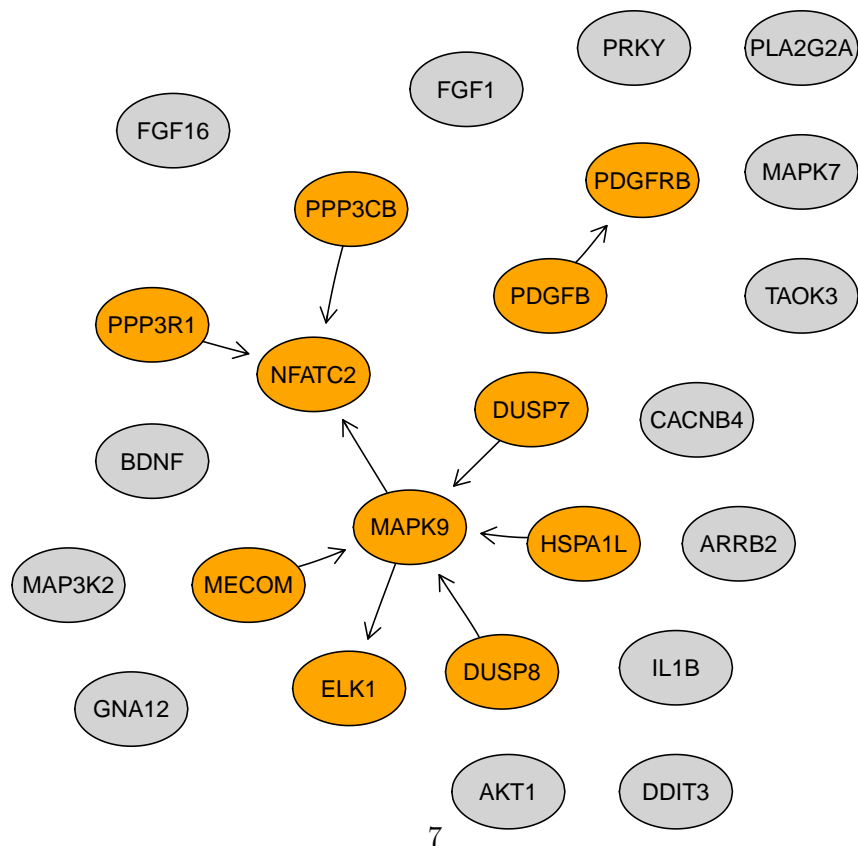 PRKY
PLA2G2A
FGF1
FGF16
MAPK7
PDGFRB
PPP3CB
PDGFB
TAOK3
PPP3R1
NFATC2
DUSP7
CACNB4
BDNF
MAPK9
HSPA1L
ARRB2
MAP3K2
MECOM
IL1B
DUSP8
ELK1
GNA12
AKT1
DDIT3
7